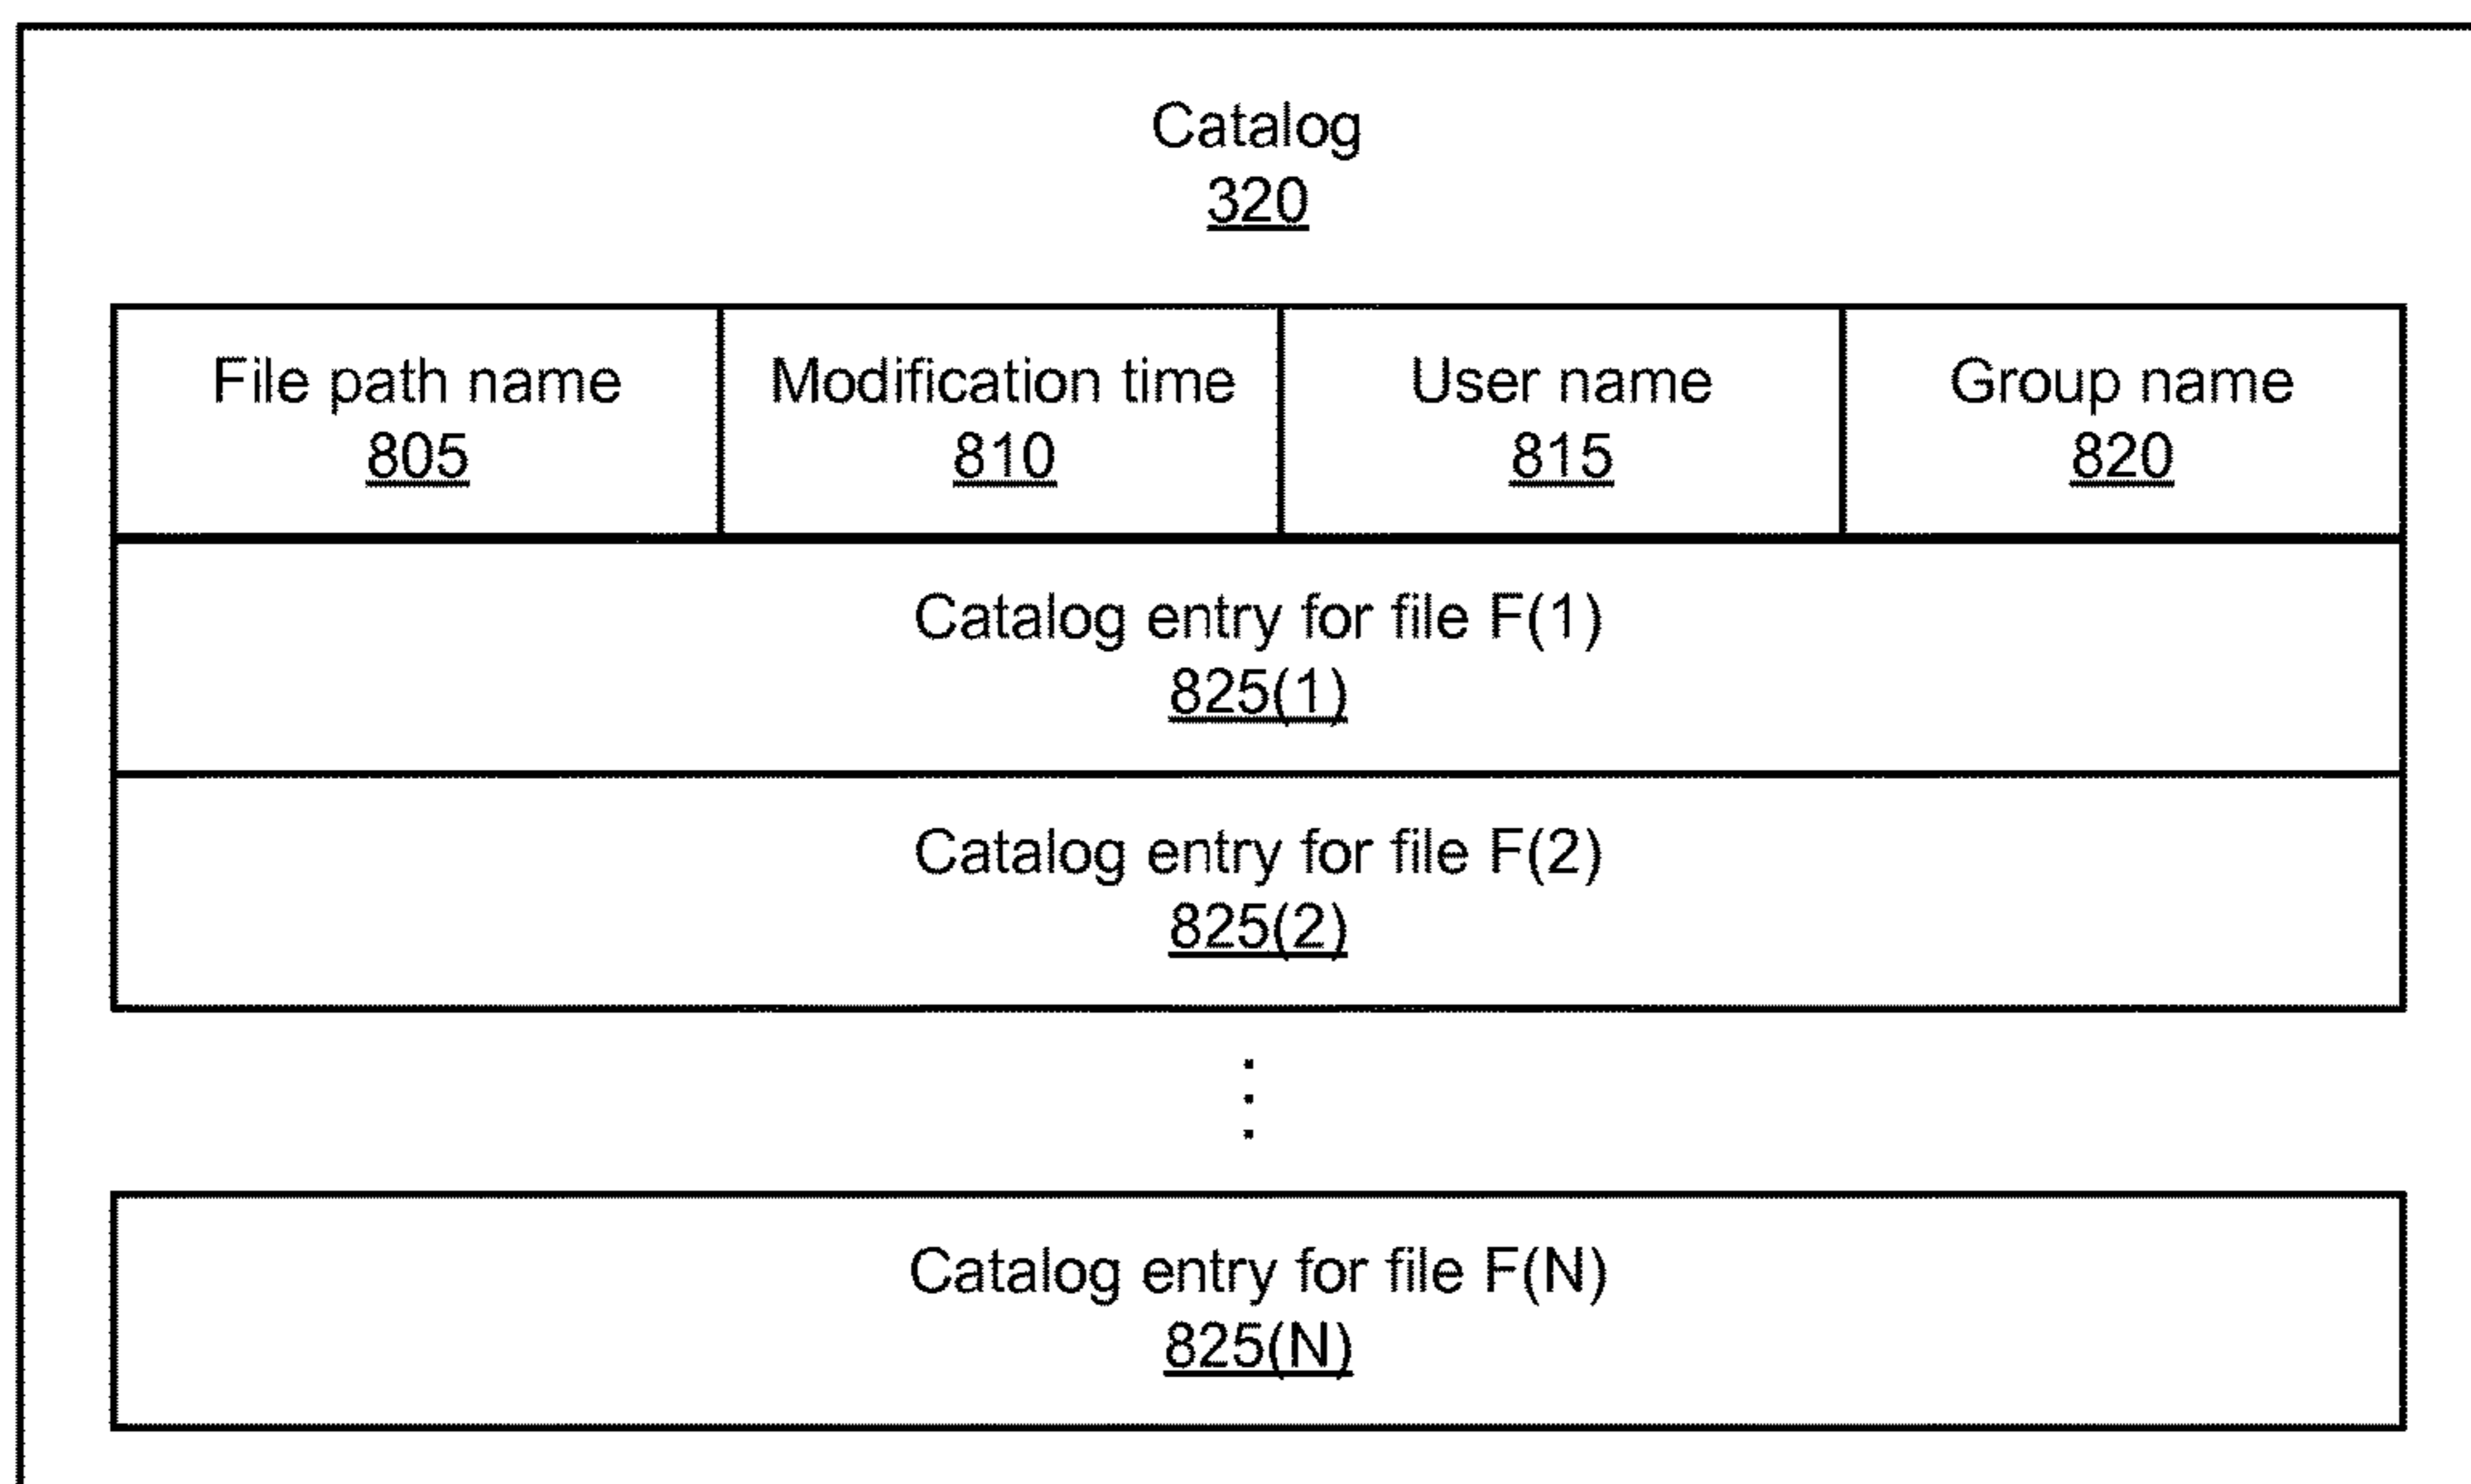 Catalog
320
File path name
805
Modification time
810
User name
815
Group name
820
Catalog entry for file F(1)
825(1)
Catalog entry for file F(2)
825(2)
Catalog entry for file F(N)
825(N)